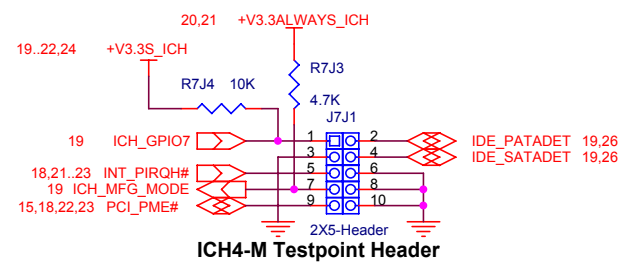 20,21 +V3.3ALWAYS_ICH
19..22,24 +V3.3S_ICH
R7J4 10K
R7J3
4.7K
J7J1
19 ICH_GPIO7 1 2 IDE_PATADET 19,26
3 4 IDE_SATADET 19,26
18,21..23 INT_PIRQH# 5 6
19 ICH_MFG_MODE 7 8
15,18,22,23 PCI_PME# 9 10
2X5-Header
ICH4-M Testpoint Header